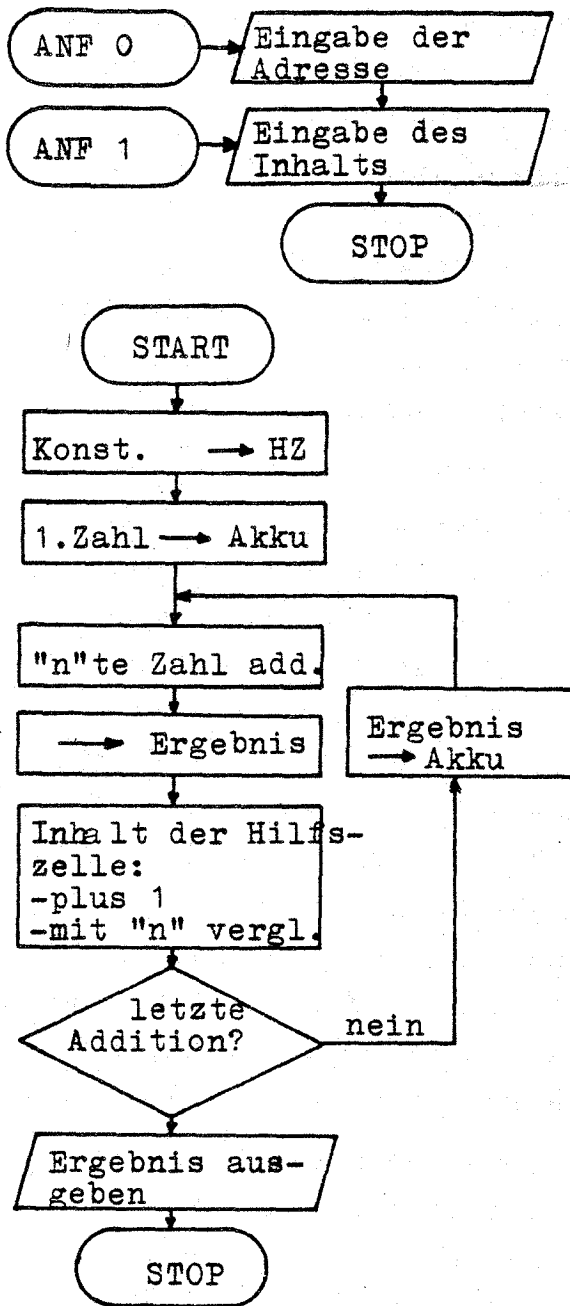 ANF 0
Eingabe der
Adresse
ANF 1
Eingabe des
Inhalts
STOP
START
Konst. → HZ
1.Zahl → Akku
"n"te Zahl add.
→ Ergebnis
Ergebnis
→ Akku
Inhalt der Hilfs-
zelle:
-plus 1
-mit "n" vergl.
letzte
Addition?
nein
Ergebnis aus-
geben
STOP